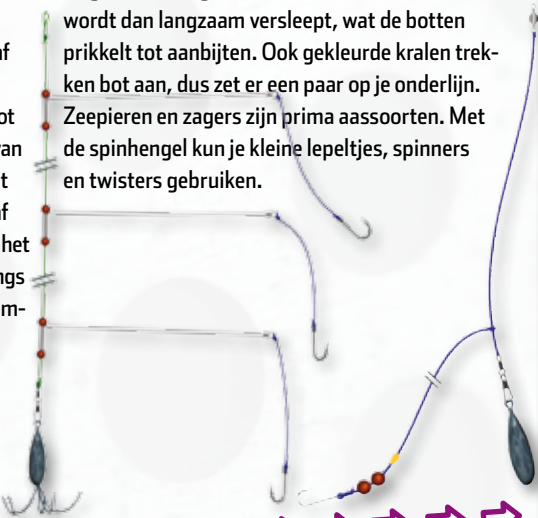 wordt dan langzaam versleept, wat de botten
prikkelt tot aanbijten. Ook gekleurde kralen trek-
ken bot aan, dus zet er een paar op je onderlijn.
Zeepieren en zagers zijn prima aassoorten. Met
de spinhengel kun je kleine lepeltjes, spinners
en twisters gebruiken.
het